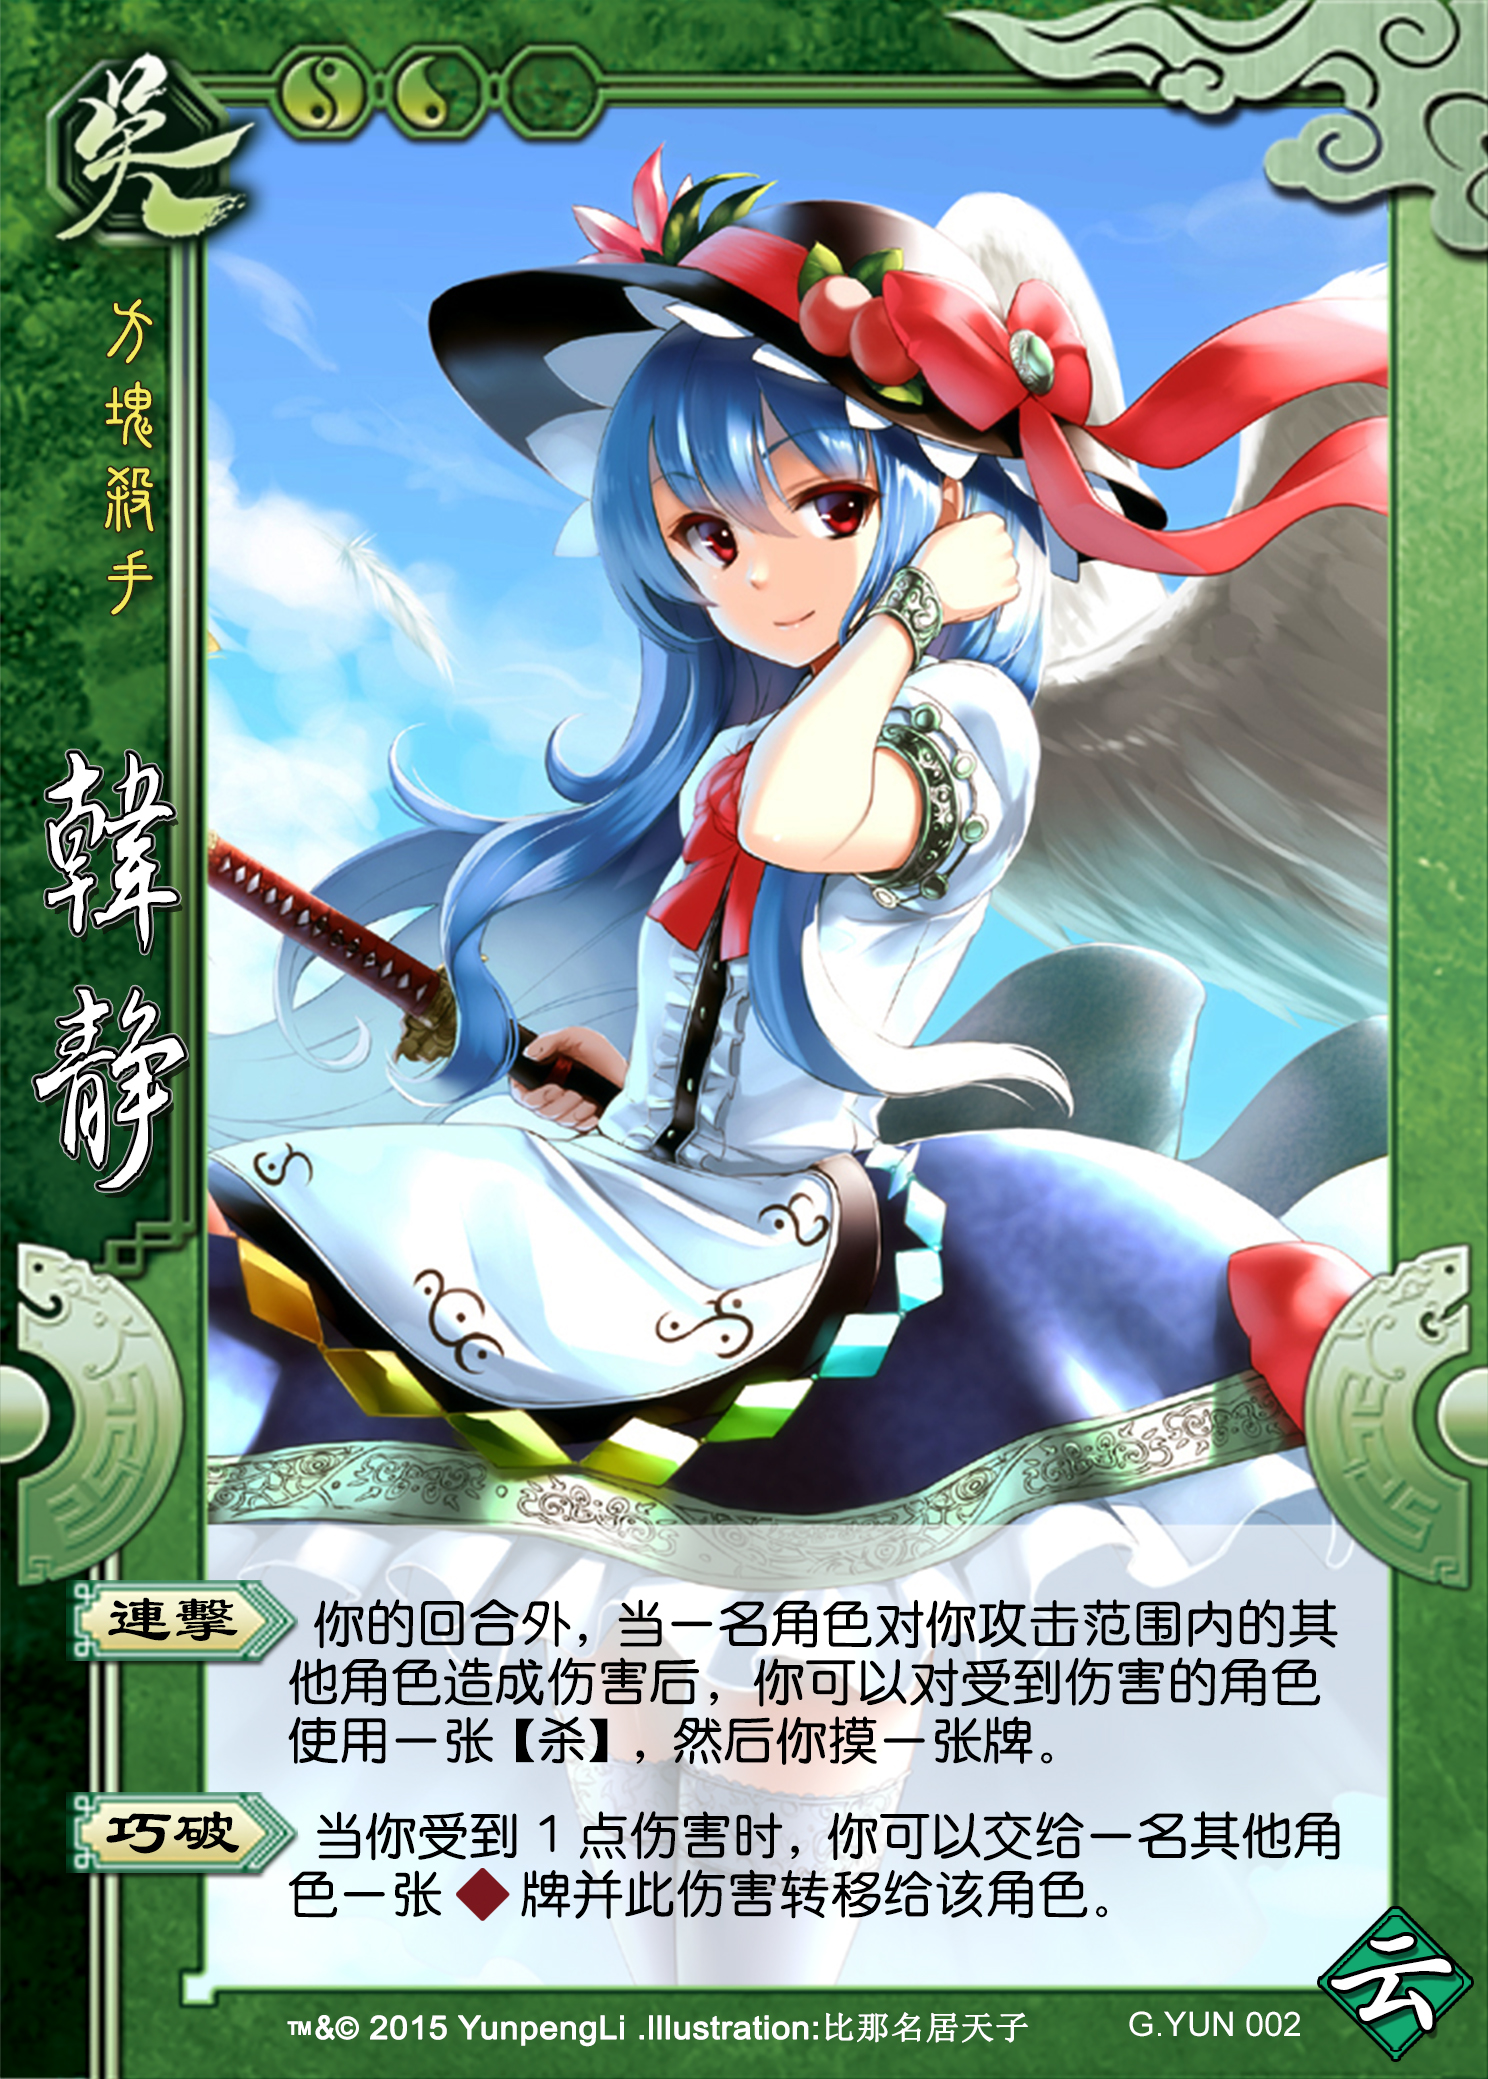 吴
方塊殺手
韓静
連擊
你的回合外，当一名角色对你攻击范围内的其
他角色造成伤害后，你可以对受到伤害的角色
使用一张【杀】，然后你摸一张牌。
巧破
当你受到1点伤害时，你可以交给一名其他角
色一张♦牌并此伤害转移给该角色。
云
™&© 2015 YunpengLi .Illustration:比那名居天子
G.YUN 002